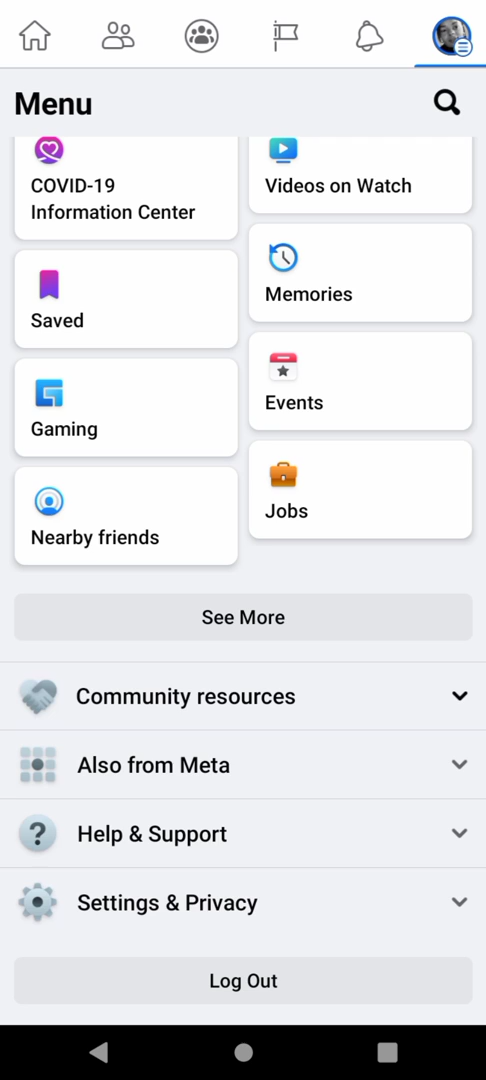 Menu
COVID-19
Information Center
Videos on Watch
Saved
Memories
Gaming
Events
Nearby friends
Jobs
See More
Community resources
Also from Meta
Help & Support
Settings & Privacy
Log Out